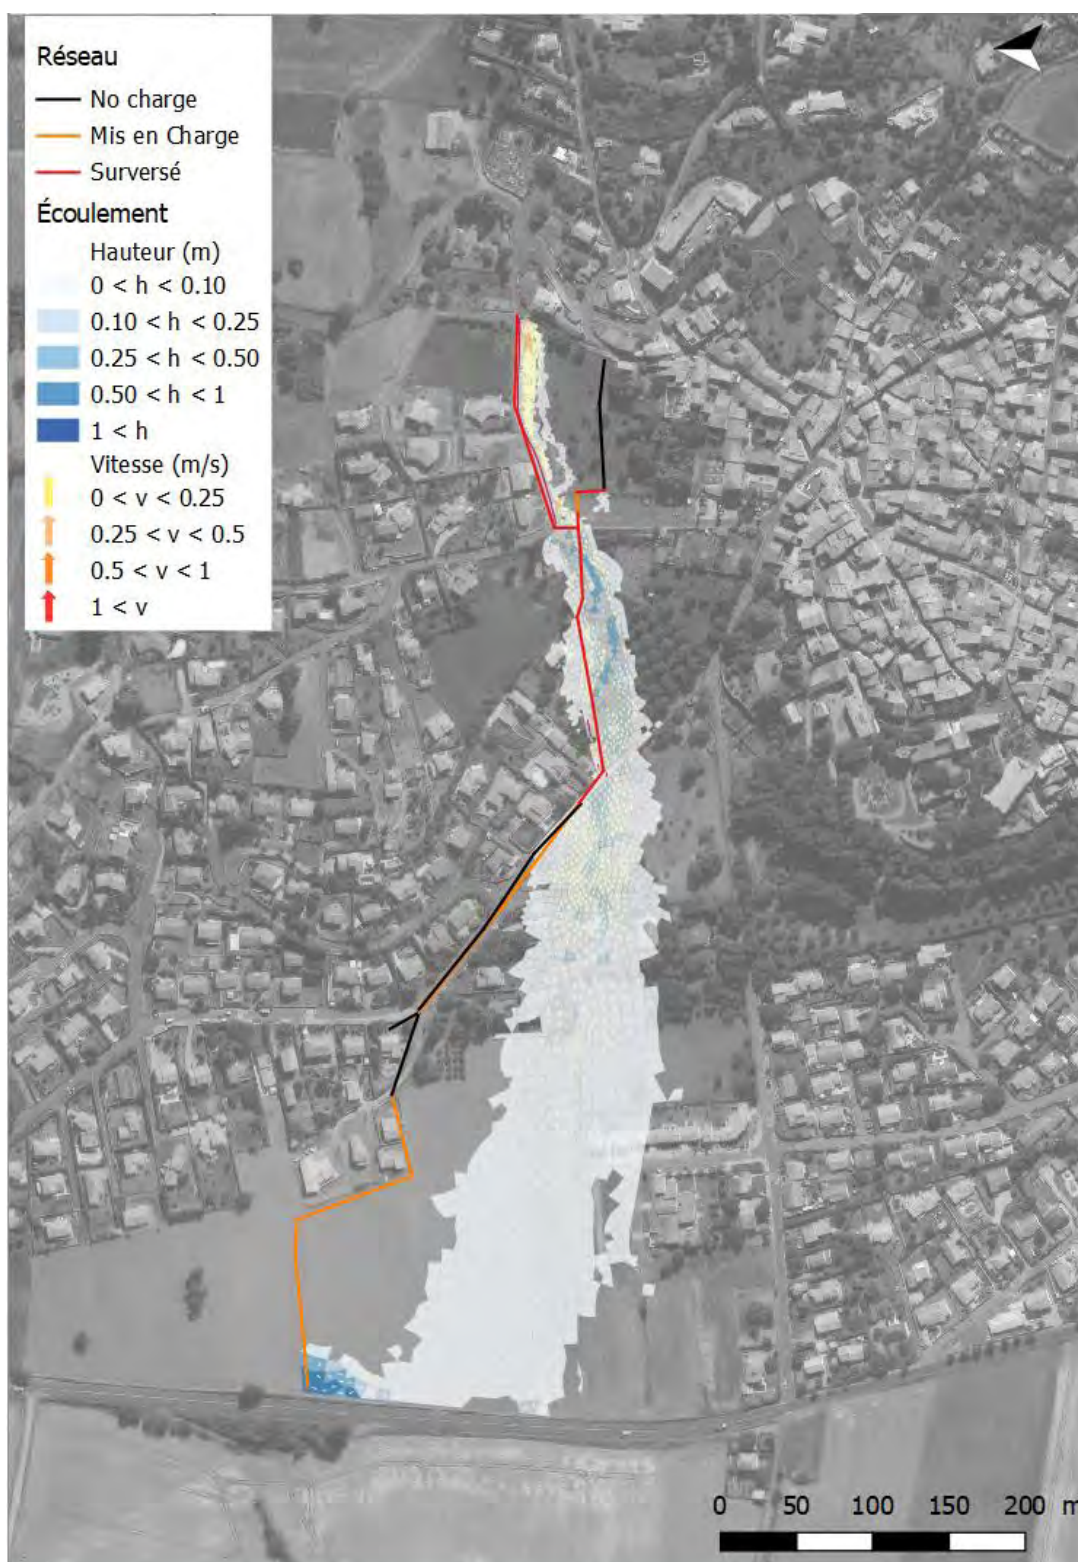 Réseau
No charge
Mis en Charge
Surversé
Écoulement
Hauteur (m)
0 < h < 0.10
0.10 < h < 0.25
0.25 < h < 0.50
0.50 < h < 1
1 < h
Vitesse (m/s)
0 < v < 0.25
0.25 < v < 0.5
0.5 < v < 1
1 < v
0 50 100 150 200 m